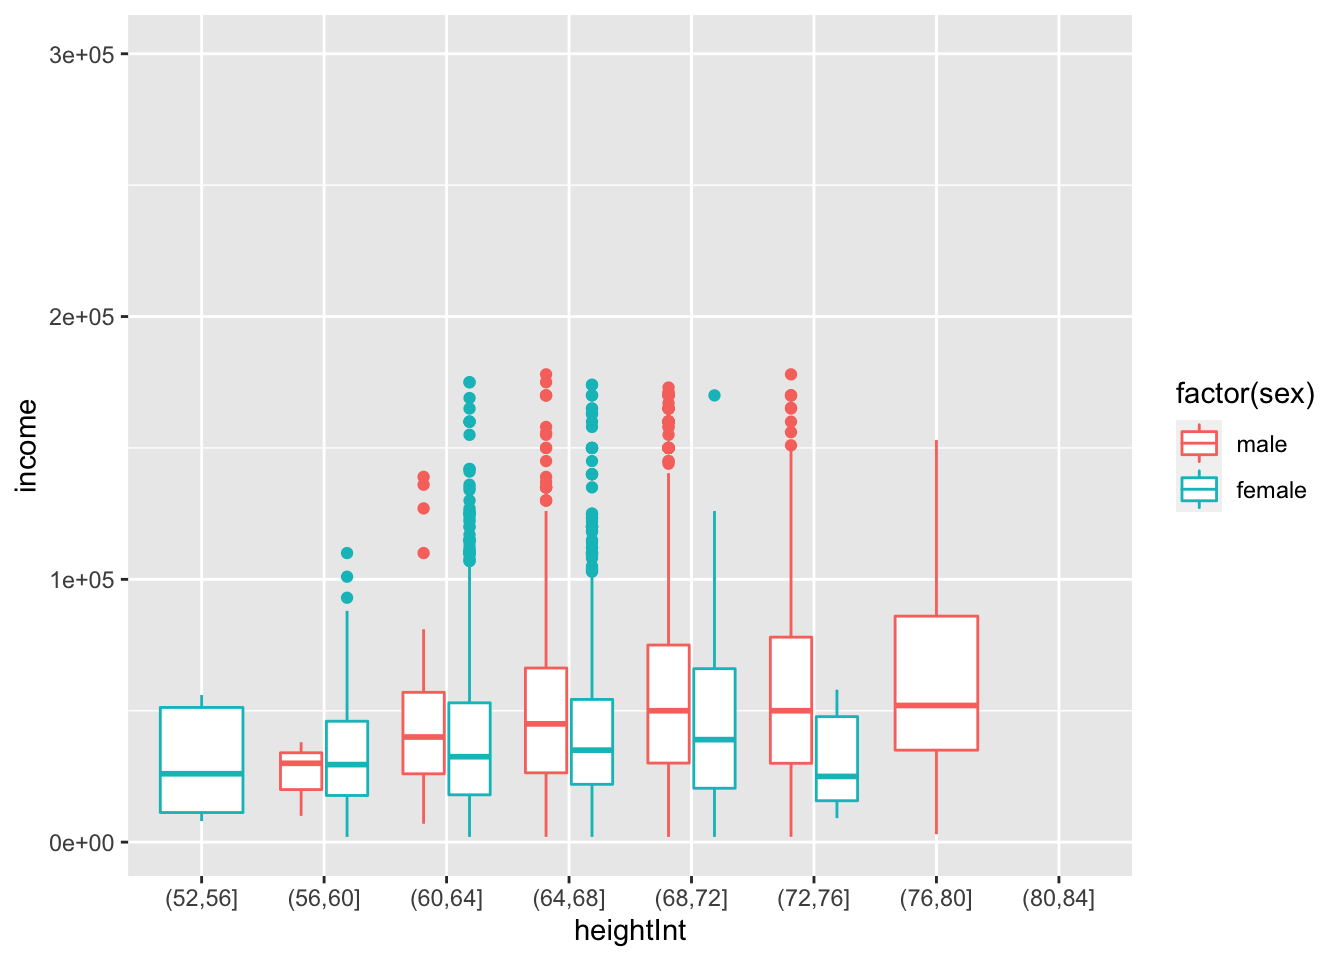 3e+05
2e+05
1e+05
0e+00
income
(52,56]
(56,60]
(60,64]
(64,68]
(68,72]
(72,76]
(76,80]
(80,84]
heightInt
factor(sex)
male
female